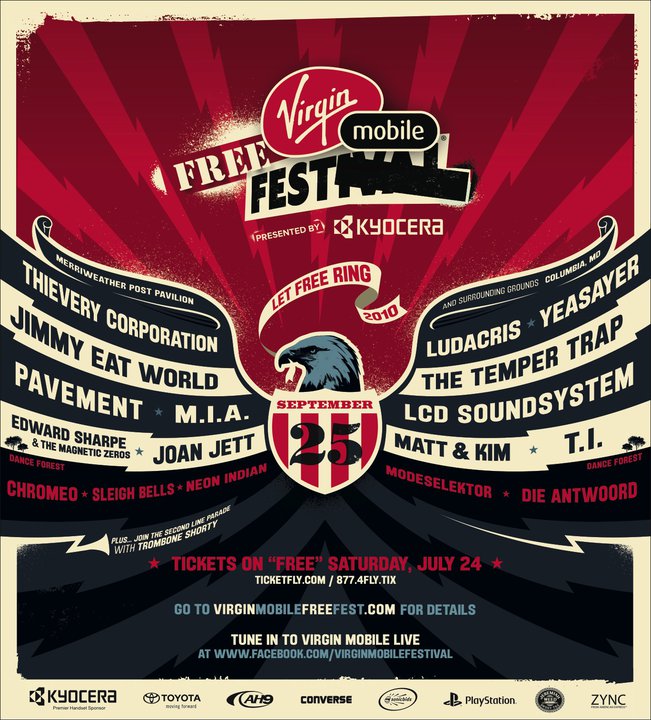 Virgin
mobile
FREE
FESTIVAL
PRESENTED BY KYOCERA
LET FREE RING
2010
MERRIWEATHER POST PAVILION
AND SURROUNDING GROUNDS COLUMBIA, MD
THIEVERY CORPORATION
LUDACRIS ★ YEASAYER
JIMMY EAT WORLD
THE TEMPER TRAP
PAVEMENT ★ M.I.A.
LCD SOUNDSYSTEM
EDWARD SHARPE
& THE MAGNETIC ZEROS ★ JOAN JETT
MATT & KIM ★ T.I.
SEPTEMBER
25
DANCE FOREST
DANCE FOREST
CHROMEO ★ SLEIGH BELLS ★ NEON INDIAN
MODESELEKTOR ★ DIE ANTWOORD
PLUS... JOIN THE SECOND LINE PARADE
WITH TROMBONE SHORTY
★ TICKETS ON "FREE" SATURDAY, JULY 24 ★
TICKETFLY.COM / 877.4FLY.TIX
GO TO VIRGINMOBILEFREEFEST.COM FOR DETAILS
TUNE IN TO VIRGIN MOBILE LIVE
AT WWW.FACEBOOK.COM/VIRGINMOBILEFESTIVAL
KYOCERA
Premier Handset Sponsor
TOYOTA
moving forward
AH9
CONVERSE
sonicbids
PlayStation.
ZYNC
FROM AMERICAN EXPRESS